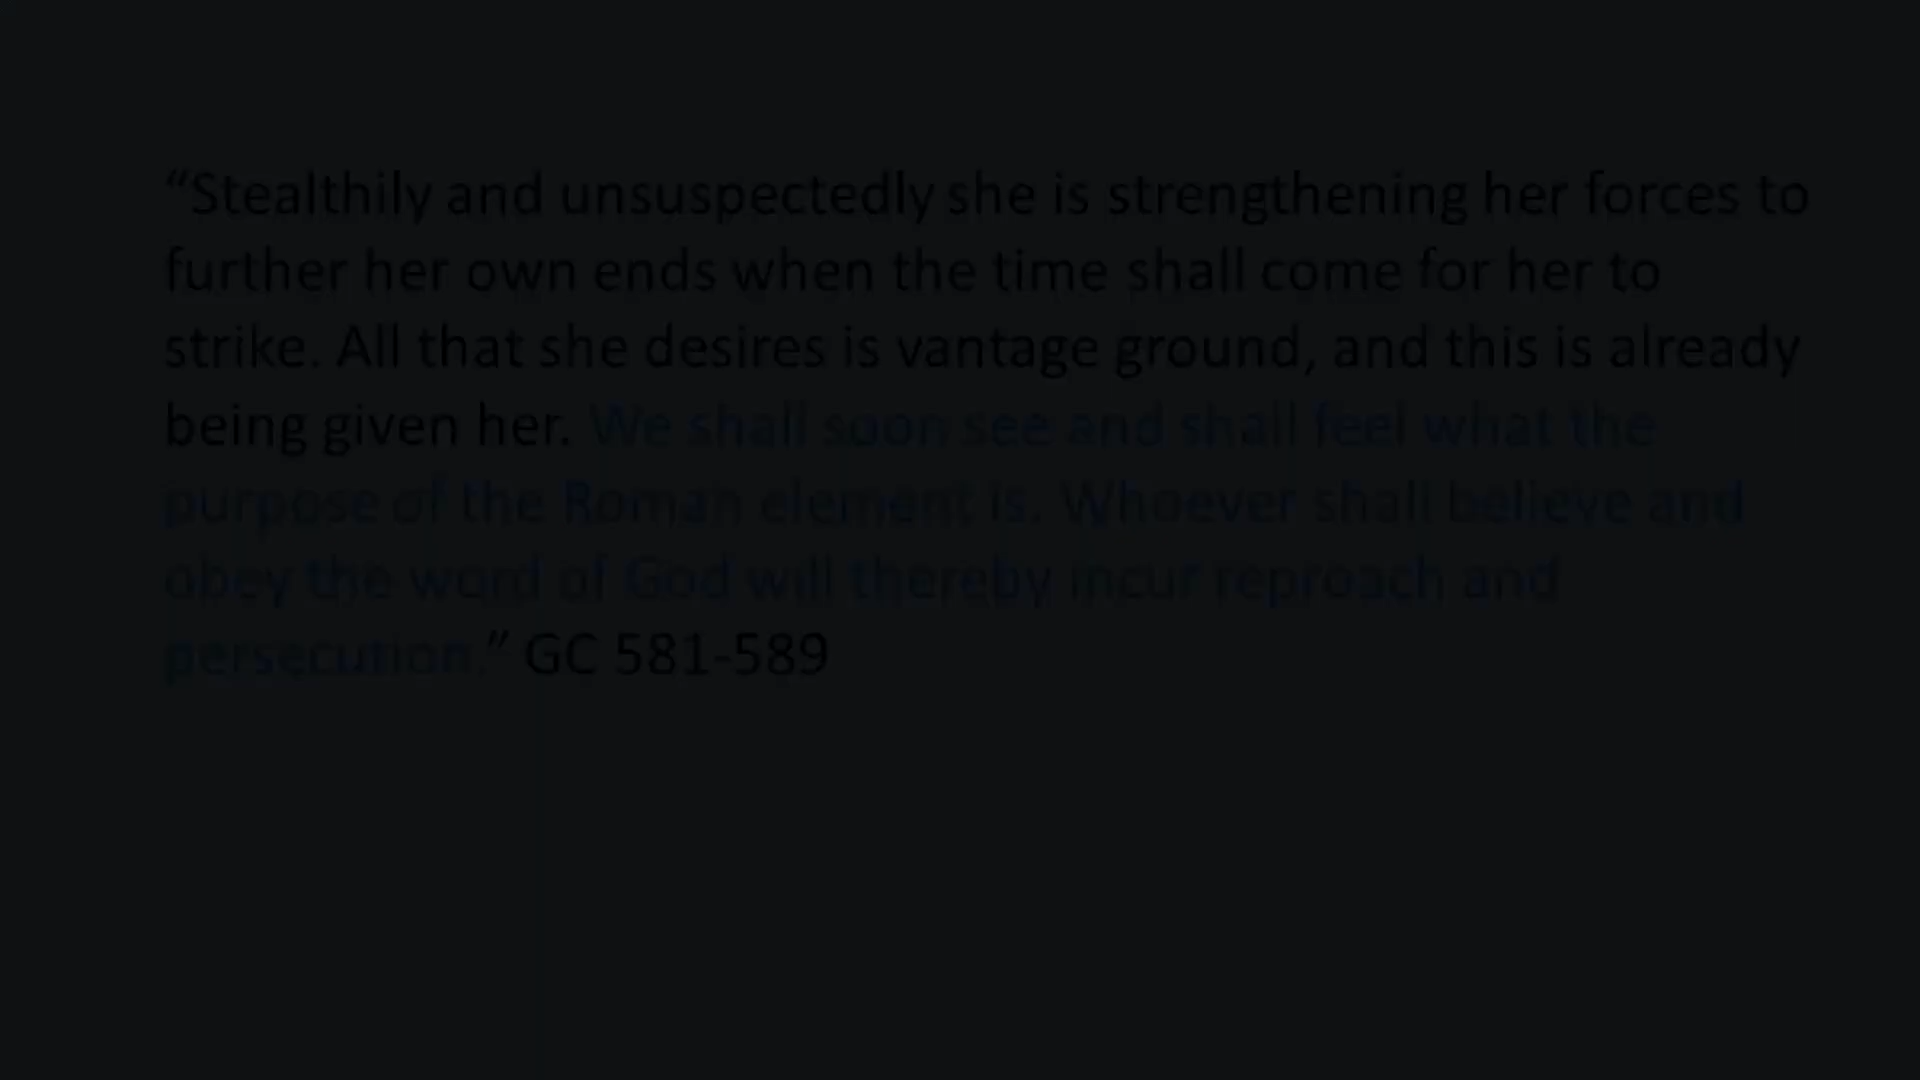 “Stealthily and unsuspectedly she is strengthening her forces to
further her own ends when the time shall come for her to
strike. All that she desires is vantage ground, and this is already
being given her. We shall soon see and shall feel what the
purpose of the Roman element is. Whoever shall believe and
obey the word of God will thereby incur reproach and
persecution.” GC 581-589